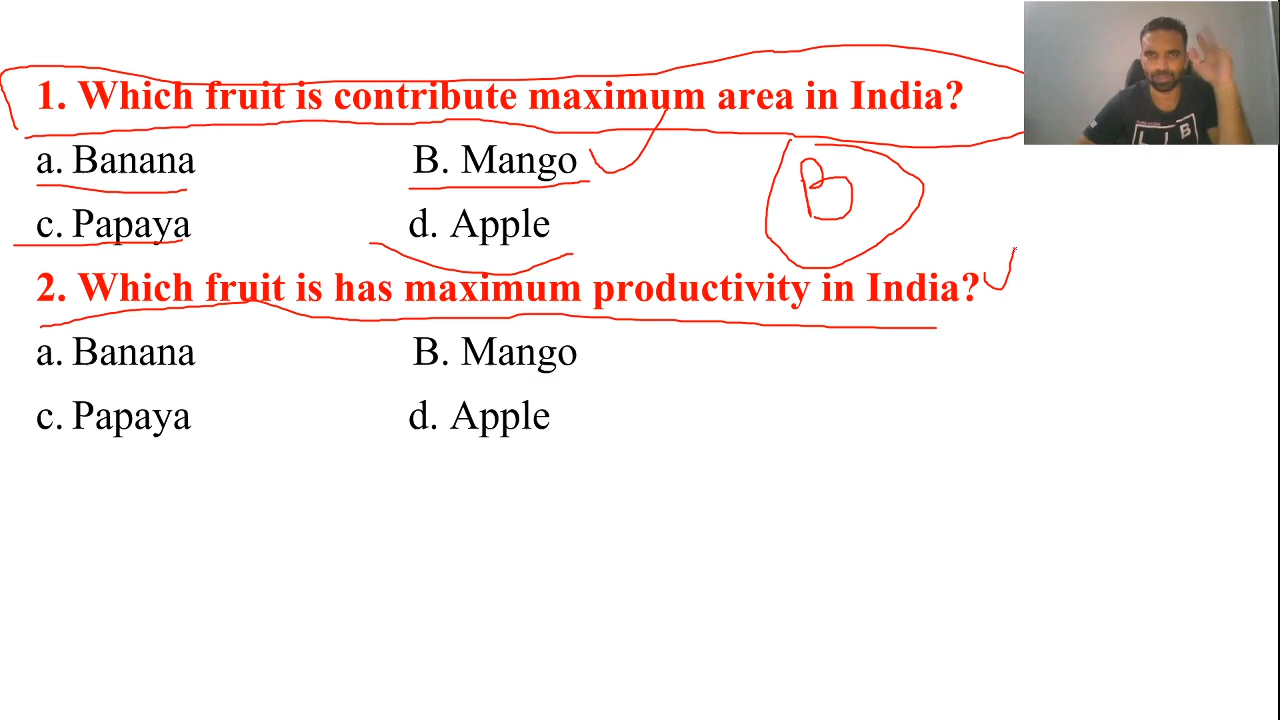 1. Which fruit is contribute maximum area in India?
a. Banana B. Mango
c. Papaya d. Apple
B
2. Which fruit is has maximum productivity in India?
a. Banana B. Mango
c. Papaya d. Apple